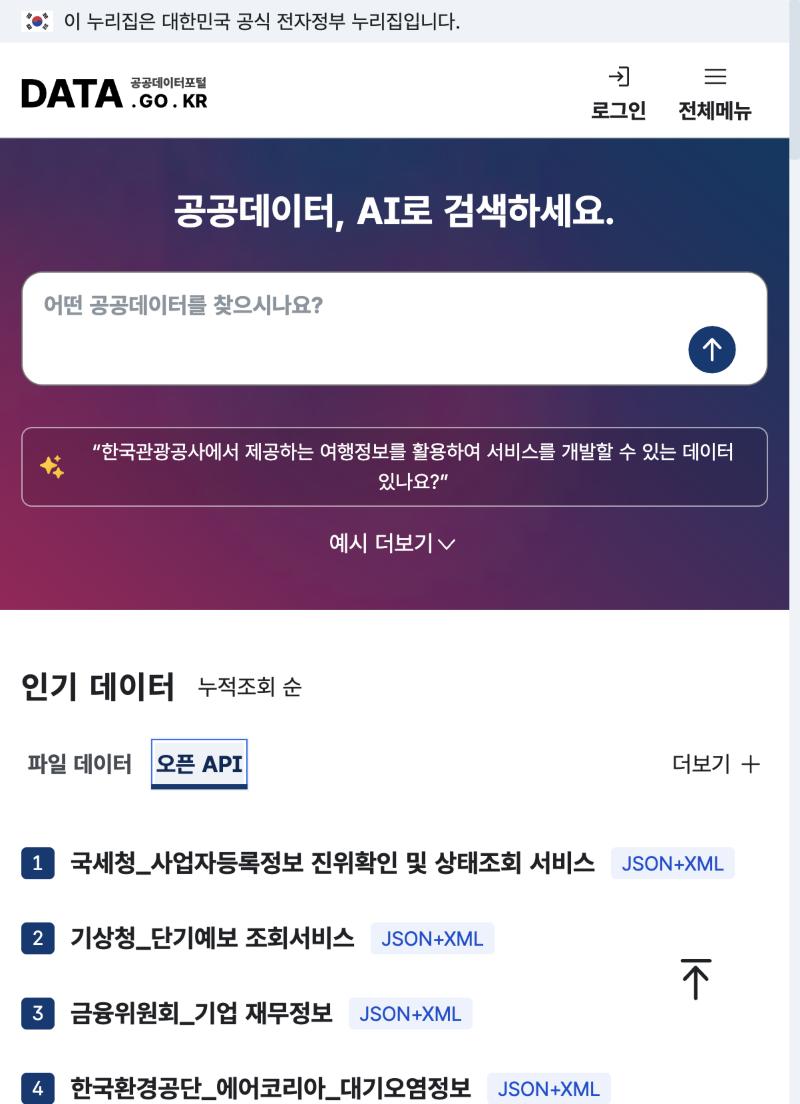 이 누리집은 대한민국 공식 전자정부 누리집입니다.
DATA 공공데이터포털
.GO.KR
로그인
전체메뉴
공공데이터, AI로 검색하세요.
어떤 공공데이터를 찾으시나요?
“한국관광공사에서 제공하는 여행정보를 활용하여 서비스를 개발할 수 있는 데이터
있나요?”
예시 더보기
인기 데이터 누적조회 순
파일 데이터 오픈 API 더보기
1 국세청_사업자등록정보 진위확인 및 상태조회 서비스 JSON+XML
2 기상청_단기예보 조회서비스 JSON+XML
3 금융위원회_기업 재무정보 JSON+XML
4 한국환경공단_에어코리아_대기오염정보 JSON+XML